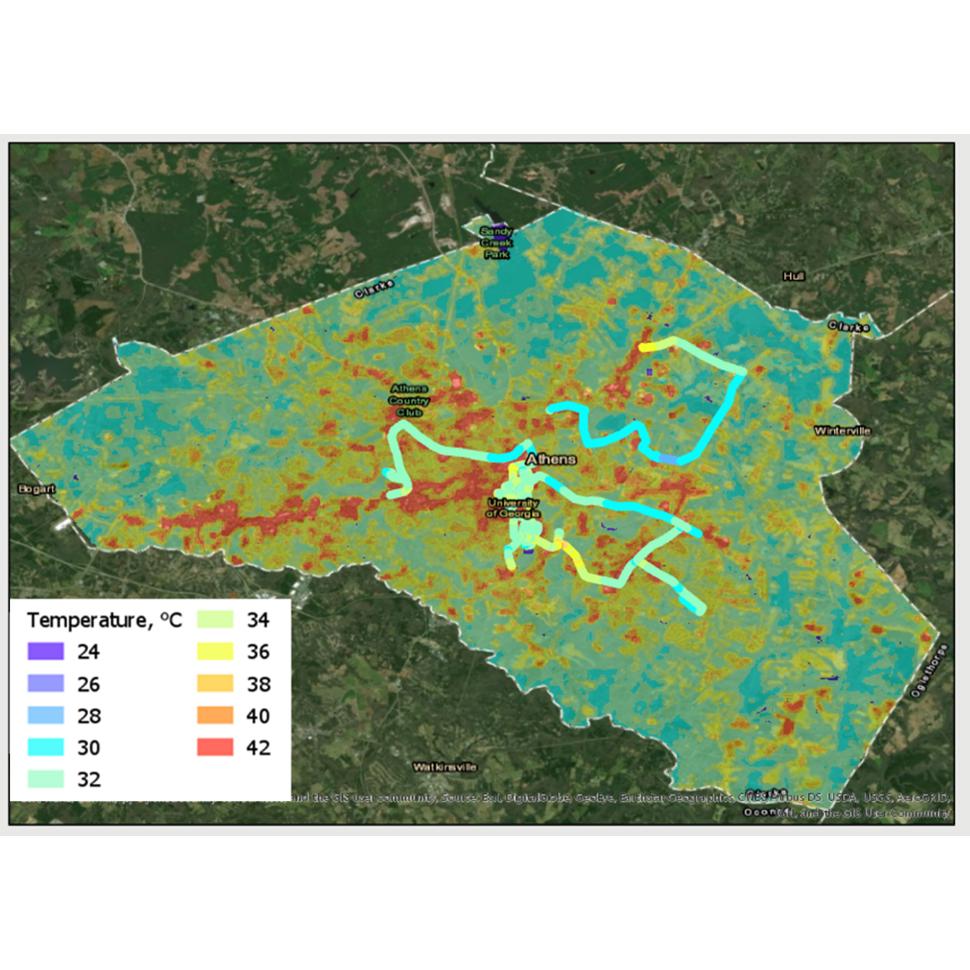 Sandy
Creek
Park
Hull
Clarke
Clarke
Athens
Country
Club
Winterville
Athens
Bogart
University
of Georgia
Temperature, °C
24
26
28
30
32
34
36
38
40
42
Oglethorpe
Watkinsville
Clarke
and the GIS user community, Source: Esri, DigitalGlobe, GeoEye, Earthstar Geographics, CNES/Airbus DS, USDA, USGS, AeroGRID,
Oconee
IGN, and the GIS User Community